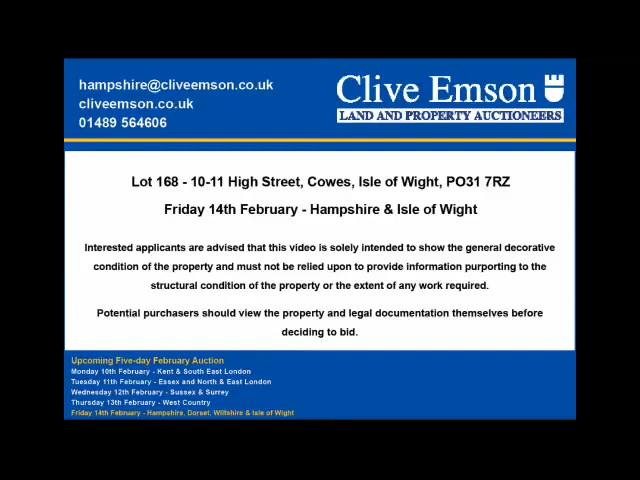 hampshire@cliveemson.co.uk
cliveemson.co.uk
01489 564606
Clive Emson
LAND AND PROPERTY AUCTIONEERS
Lot 168 - 10-11 High Street, Cowes, Isle of Wight, PO31 7RZ
Friday 14th February - Hampshire & Isle of Wight
Interested applicants are advised that this video is solely intended to show the general decorative
condition of the property and must not be relied upon to provide information purporting to the
structural condition of the property or the extent of any work required.
Potential purchasers should view the property and legal documentation themselves before
deciding to bid.
Upcoming Five-day February Auction
Monday 10th February - Kent & South East London
Tuesday 11th February - Essex and North & East London
Wednesday 12th February - Sussex & Surrey
Thursday 13th February - West Country
Friday 14th February - Hampshire, Dorset, Wiltshire & Isle of Wight